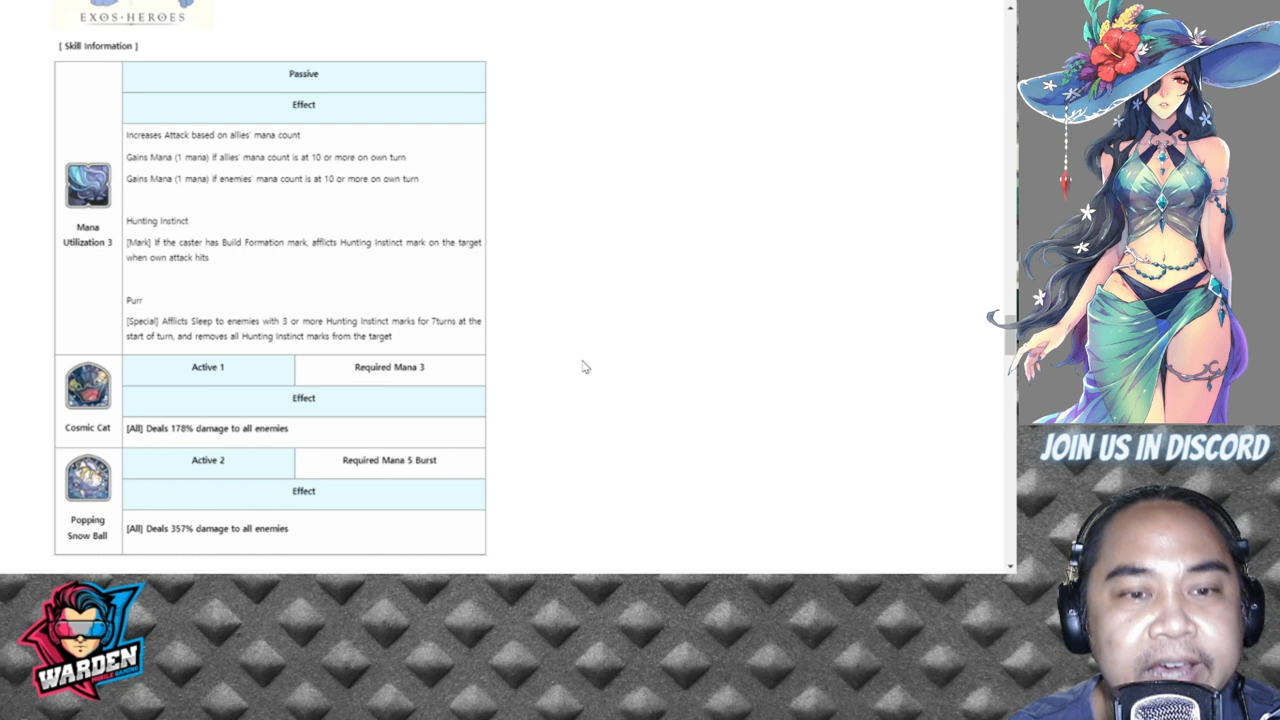 EXOS·HEROES
[ Skill Information ]
Passive
Effect
Mana
Utilization 3
Increases Attack based on allies' mana count
Gains Mana (1 mana) if allies' mana count is at 10 or more on own turn
Gains Mana (1 mana) if enemies' mana count is at 10 or more on own turn
Hunting Instinct
[Mark] If the caster has Build Formation mark, afflicts Hunting Instinct mark on the target
when own attack hits
Purr
[Special] Afflicts Sleep to enemies with 3 or more Hunting Instinct marks for 7turns at the
start of turn, and removes all Hunting Instinct marks from the target
Cosmic Cat
Active 1
Required Mana 3
Effect
[All] Deals 178% damage to all enemies
Popping
Snow Ball
Active 2
Required Mana 5 Burst
Effect
[All] Deals 357% damage to all enemies
JOIN US IN DISCORD
WARDEN
MOBILE GAMING